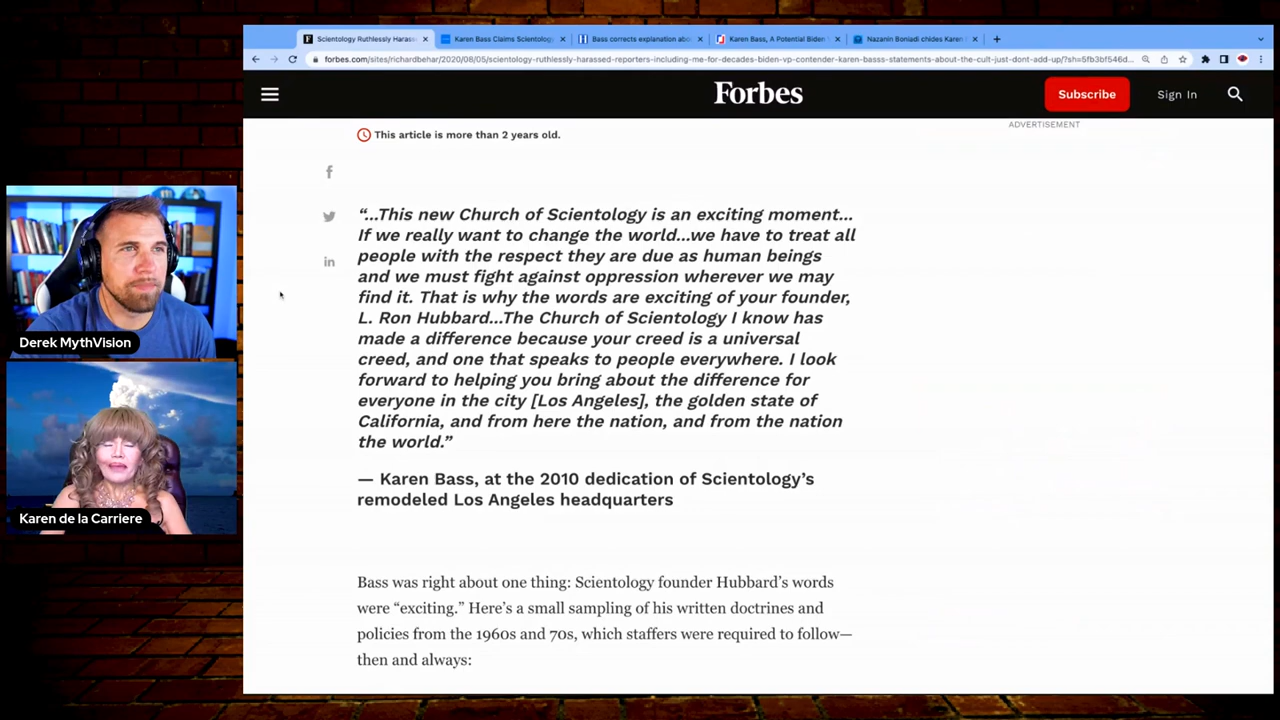 Scientology Ruthlessly Harass
Karen Bass Claims Scientology
Bass corrects explanation abo
Karen Bass, A Potential Biden
Nazanin Boniadi chides Karen
forbes.com/sites/richardbehar/2020/08/05/scientology-ruthlessly-harassed-reporters-including-me-for-decades-biden-vp-contender-karen-basss-statements-about-the-cult-just-dont-add-up/?sh=5fb3bf546d...
Forbes
Subscribe
Sign In
ADVERTISEMENT
This article is more than 2 years old.
“...This new Church of Scientology is an exciting moment...
If we really want to change the world...we have to treat all
people with the respect they are due as human beings
and we must fight against oppression wherever we may
find it. That is why the words are exciting of your founder,
L. Ron Hubbard...The Church of Scientology I know has
made a difference because your creed is a universal
creed, and one that speaks to people everywhere. I look
forward to helping you bring about the difference for
everyone in the city [Los Angeles], the golden state of
California, and from here the nation, and from the nation
the world.”
— Karen Bass, at the 2010 dedication of Scientology’s
remodeled Los Angeles headquarters
Bass was right about one thing: Scientology founder Hubbard’s words
were “exciting.” Here’s a small sampling of his written doctrines and
policies from the 1960s and 70s, which staffers were required to follow—
then and always:
Derek MythVision
Karen de la Carriere